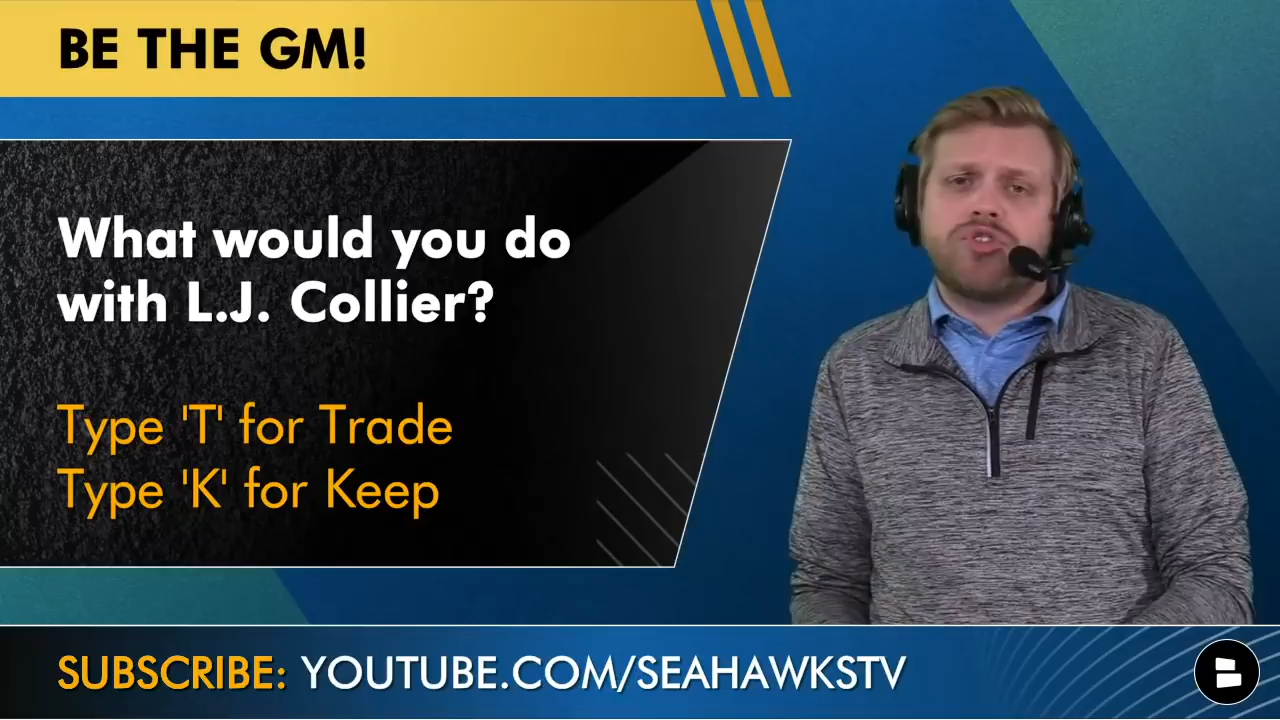 BE THE GM!
What would you do
with L.J. Collier?
Type 'T' for Trade
Type 'K' for Keep
SUBSCRIBE: YOUTUBE.COM/SEAHAWKSTV